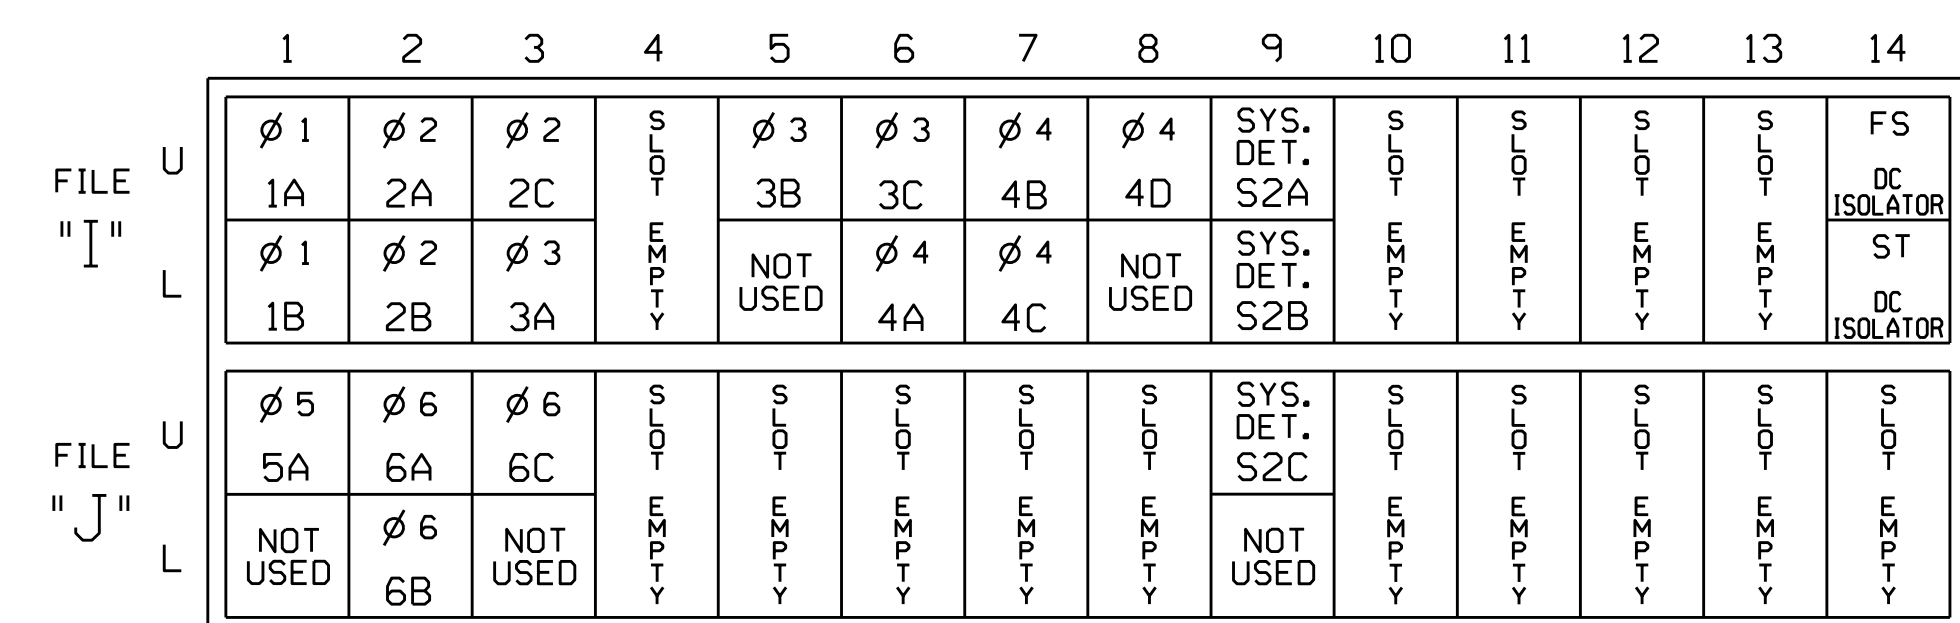 1 2 3 4 5 6 7 8 9 10 11 12 13 14
FILE "I"
U
Ø 1 1A
Ø 2 2A
Ø 2 2C
SLOT EMPTY
Ø 3 3B
Ø 3 3C
Ø 4 4B
Ø 4 4D
SYS. DET. S2A
SLOT EMPTY
SLOT EMPTY
SLOT EMPTY
SLOT EMPTY
FS DC ISOLATOR
L
Ø 1 1B
Ø 2 2B
Ø 3 3A
NOT USED
Ø 4 4A
Ø 4 4C
NOT USED
SYS. DET. S2B
ST DC ISOLATOR
FILE "J"
U
Ø 5 5A
Ø 6 6A
Ø 6 6C
SLOT EMPTY
SLOT EMPTY
SLOT EMPTY
SLOT EMPTY
SLOT EMPTY
SYS. DET. S2C
SLOT EMPTY
SLOT EMPTY
SLOT EMPTY
SLOT EMPTY
SLOT EMPTY
L
NOT USED
Ø 6 6B
NOT USED
NOT USED